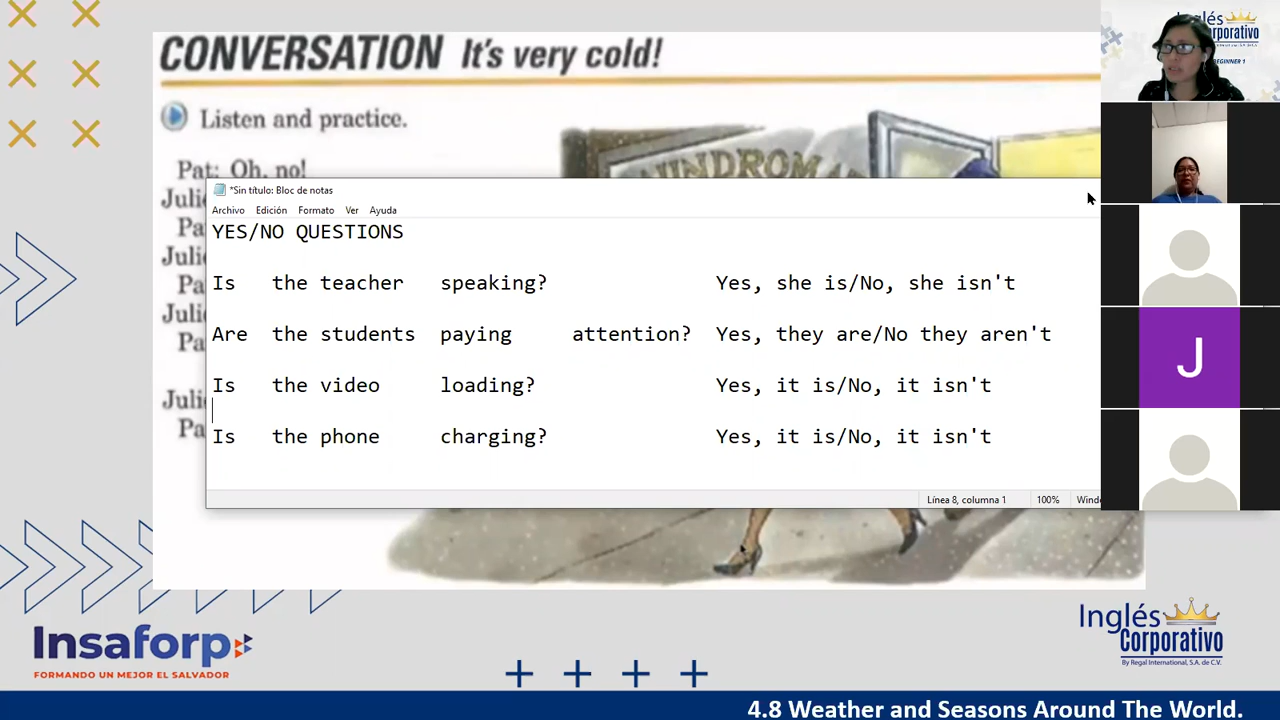 CONVERSATION It's very cold!
Listen and practice.
Pat: Oh, no!
*Sin título: Bloc de notas
Archivo Edición Formato Ver Ayuda
YES/NO QUESTIONS
Is the teacher speaking? Yes, she is/No, she isn't
Are the students paying attention? Yes, they are/No they aren't
Is the video loading? Yes, it is/No, it isn't
Is the phone charging? Yes, it is/No, it isn't
Línea 8, columna 1 100% Windo
J
Insaforp
FORMANDO UN MEJOR EL SALVADOR
Inglés
Corporativo
By Regal International, S.A. de C.V.
4.8 Weather and Seasons Around The World.